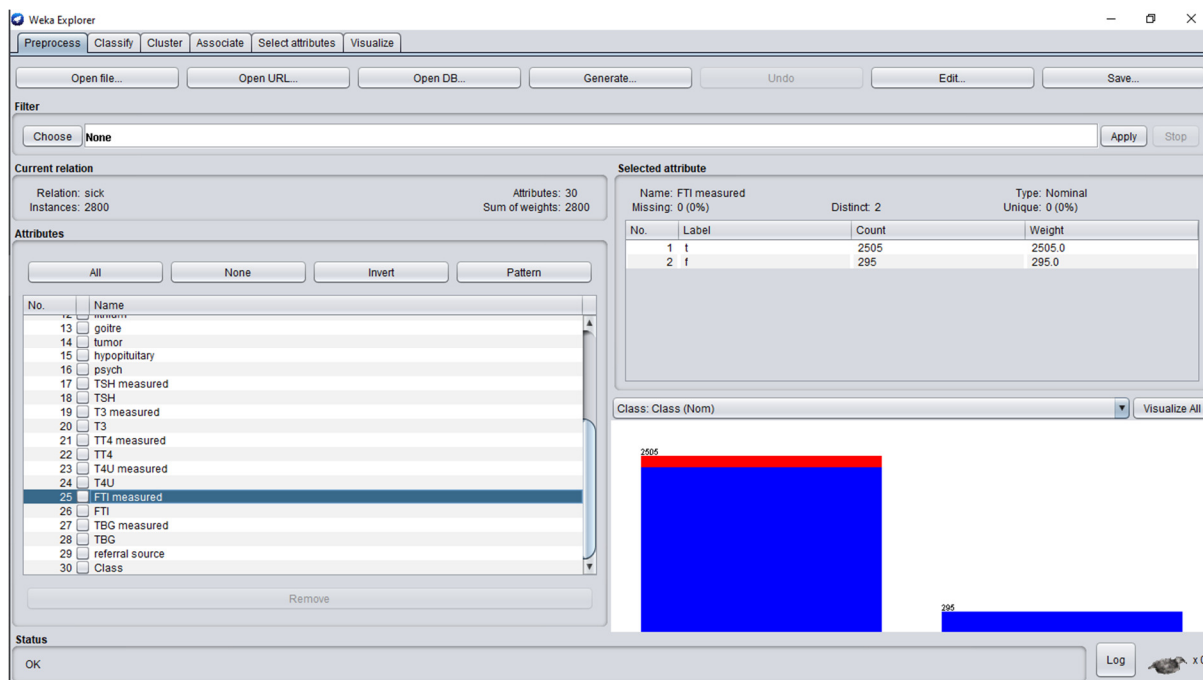 Weka Explorer
Preprocess Classify Cluster Associate Select attributes Visualize
Open file... Open URL... Open DB... Generate... Undo Edit... Save...
Filter
Choose None Apply Stop
Current relation
Relation: sick Attributes: 30
Instances: 2800 Sum of weights: 2800
Selected attribute
Name: FTI measured Type: Nominal
Missing: 0 (0%) Distinct: 2 Unique: 0 (0%)
No. Label Count Weight
1 t 2505 2505.0
2 f 295 295.0
Attributes
All None Invert Pattern
No. Name
13 goitre
14 tumor
15 hypopituitary
16 psych
17 TSH measured
18 TSH
19 T3 measured
20 T3
21 TT4 measured
22 TT4
23 T4U measured
24 T4U
25 FTI measured
26 FTI
27 TBG measured
28 TBG
29 referral source
30 Class
Remove
Class: Class (Nom) Visualize All
2505
295
Status
OK
Log x 0